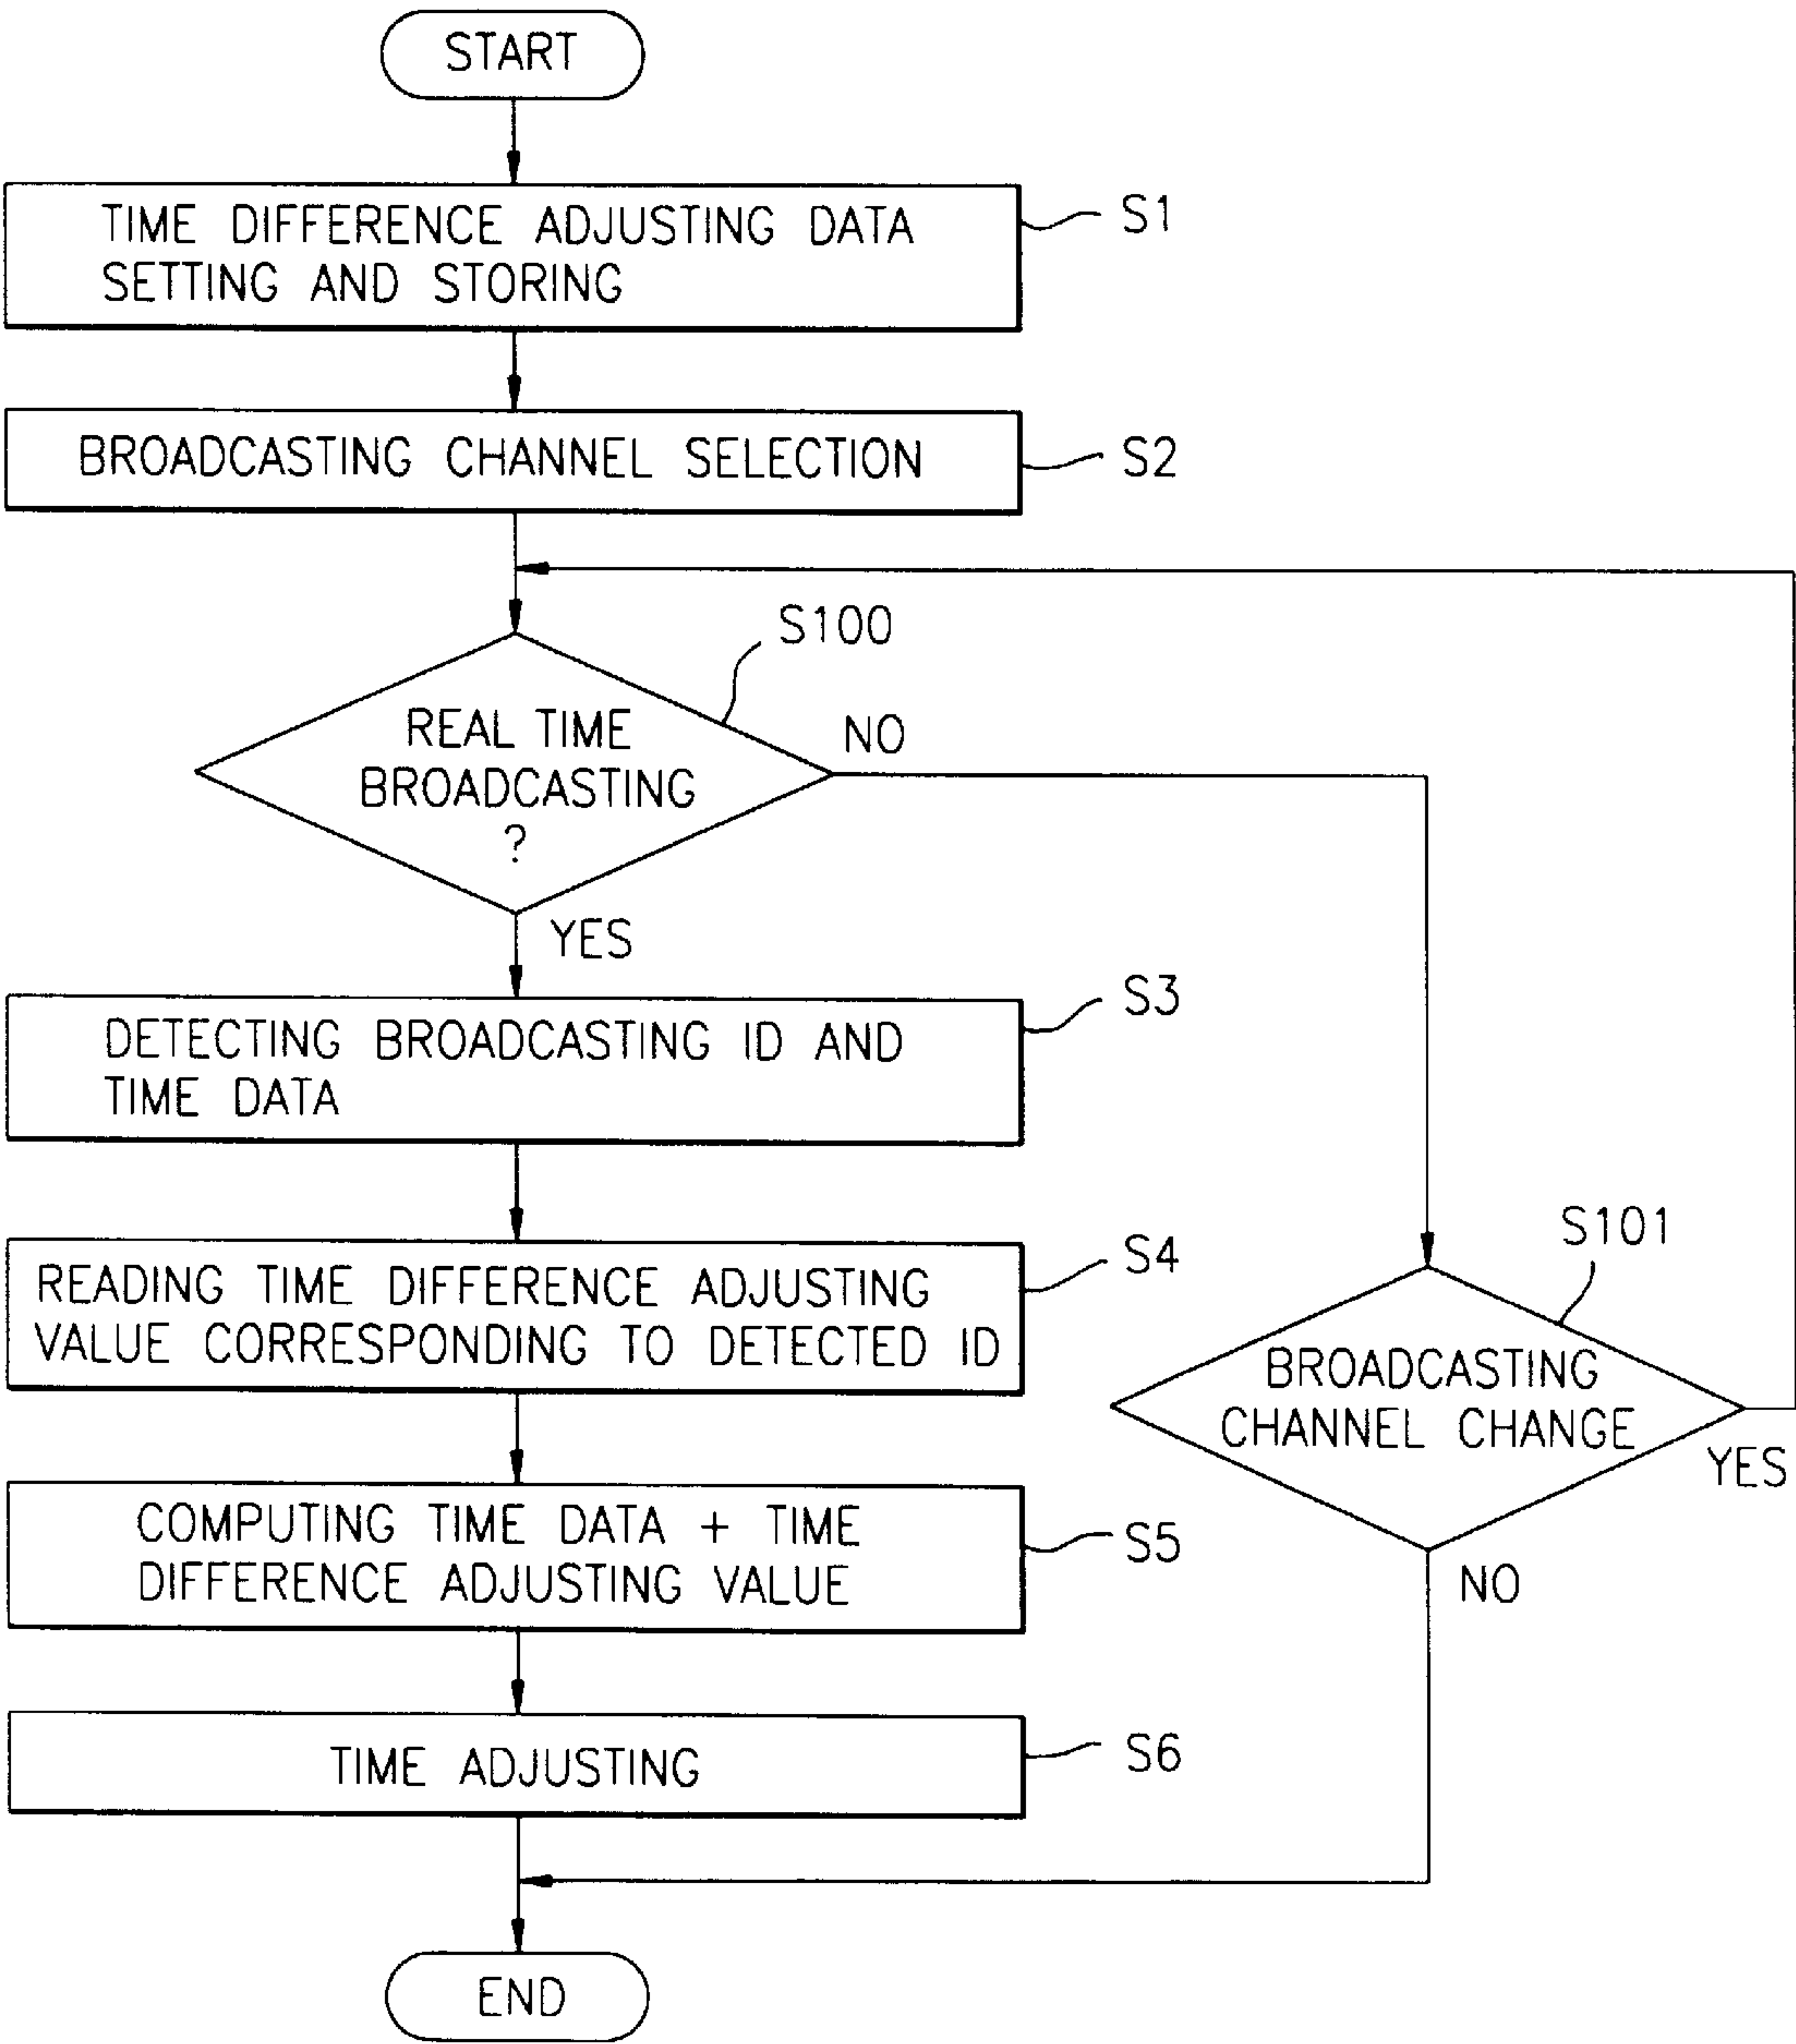 START
TIME DIFFERENCE ADJUSTING DATA
SETTING AND STORING
S1
BROADCASTING CHANNEL SELECTION
S2
S100
REAL TIME
BROADCASTING
?
NO
YES
DETECTING BROADCASTING ID AND
TIME DATA
S3
READING TIME DIFFERENCE ADJUSTING
VALUE CORRESPONDING TO DETECTED ID
S4
S101
BROADCASTING
CHANNEL CHANGE
YES
NO
COMPUTING TIME DATA + TIME
DIFFERENCE ADJUSTING VALUE
S5
TIME ADJUSTING
S6
END